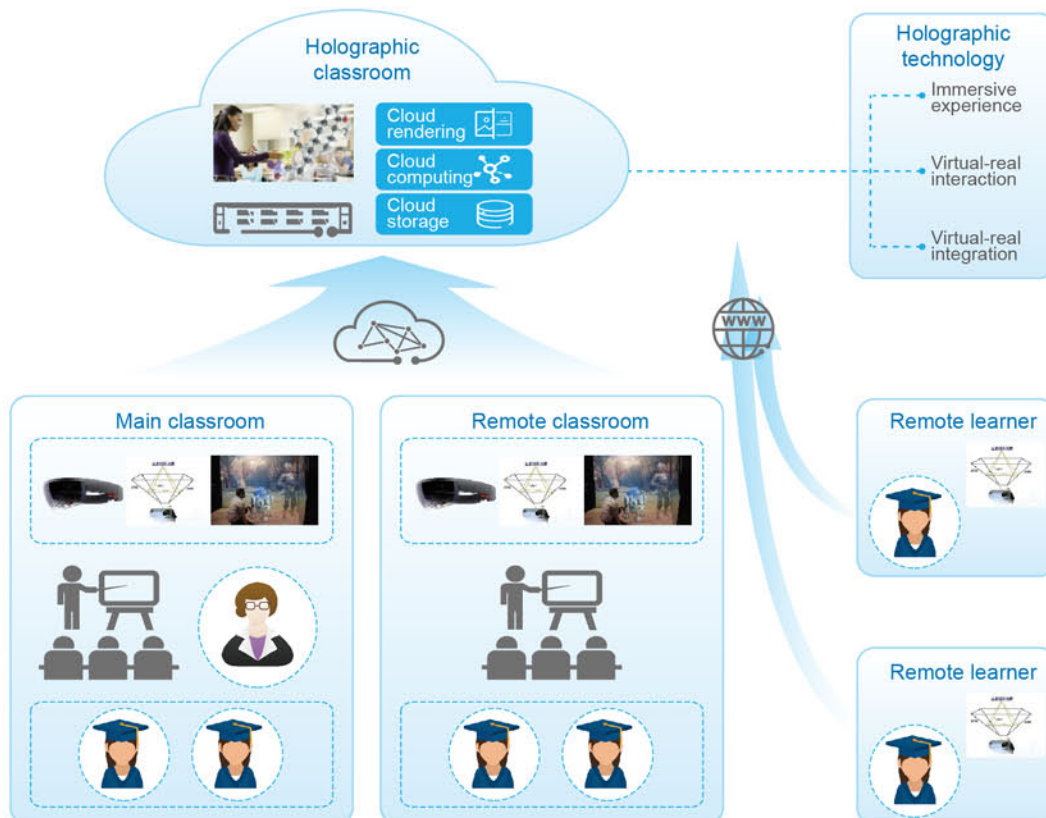 Holographic
classroom
Cloud
rendering
Cloud
computing
Cloud
storage
Holographic
technology
Immersive
experience
Virtual-real
interaction
Virtual-real
integration
WWW
Main classroom
Remote classroom
Remote learner
Remote learner